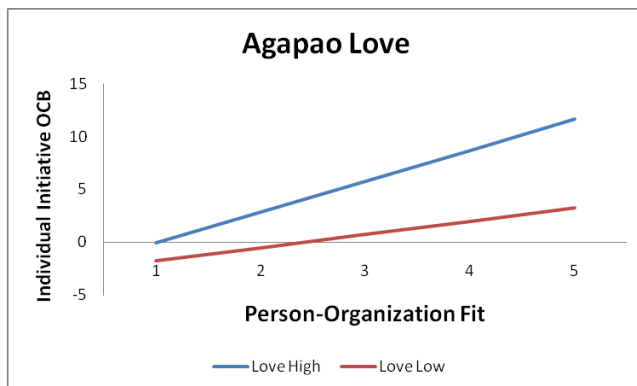 Agapao Love
15
10
5
0
-5
1 2 3 4 5
Individual Initiative OCB
Person-Organization Fit
Love High Love Low